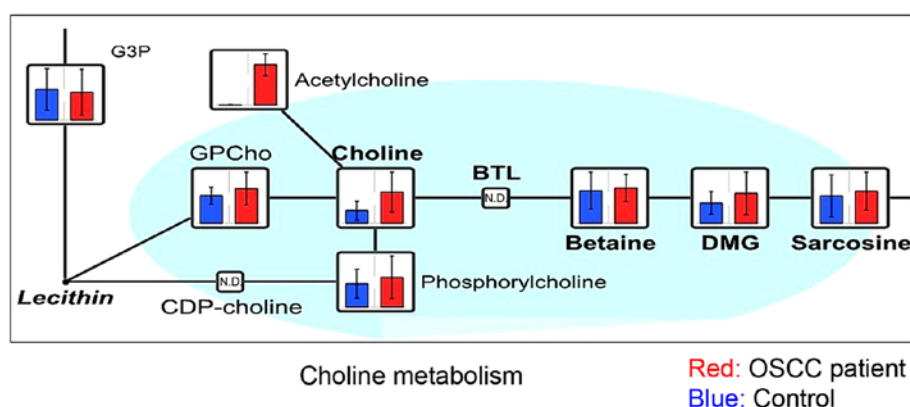 G3P
Acetylcholine
GPCho
Choline
BTL
N.D.
Betaine
DMG
Sarcosine
Lecithin
N.D.
CDP-choline
Phosphorylcholine
Choline metabolism
Red: OSCC patient
Blue: Control